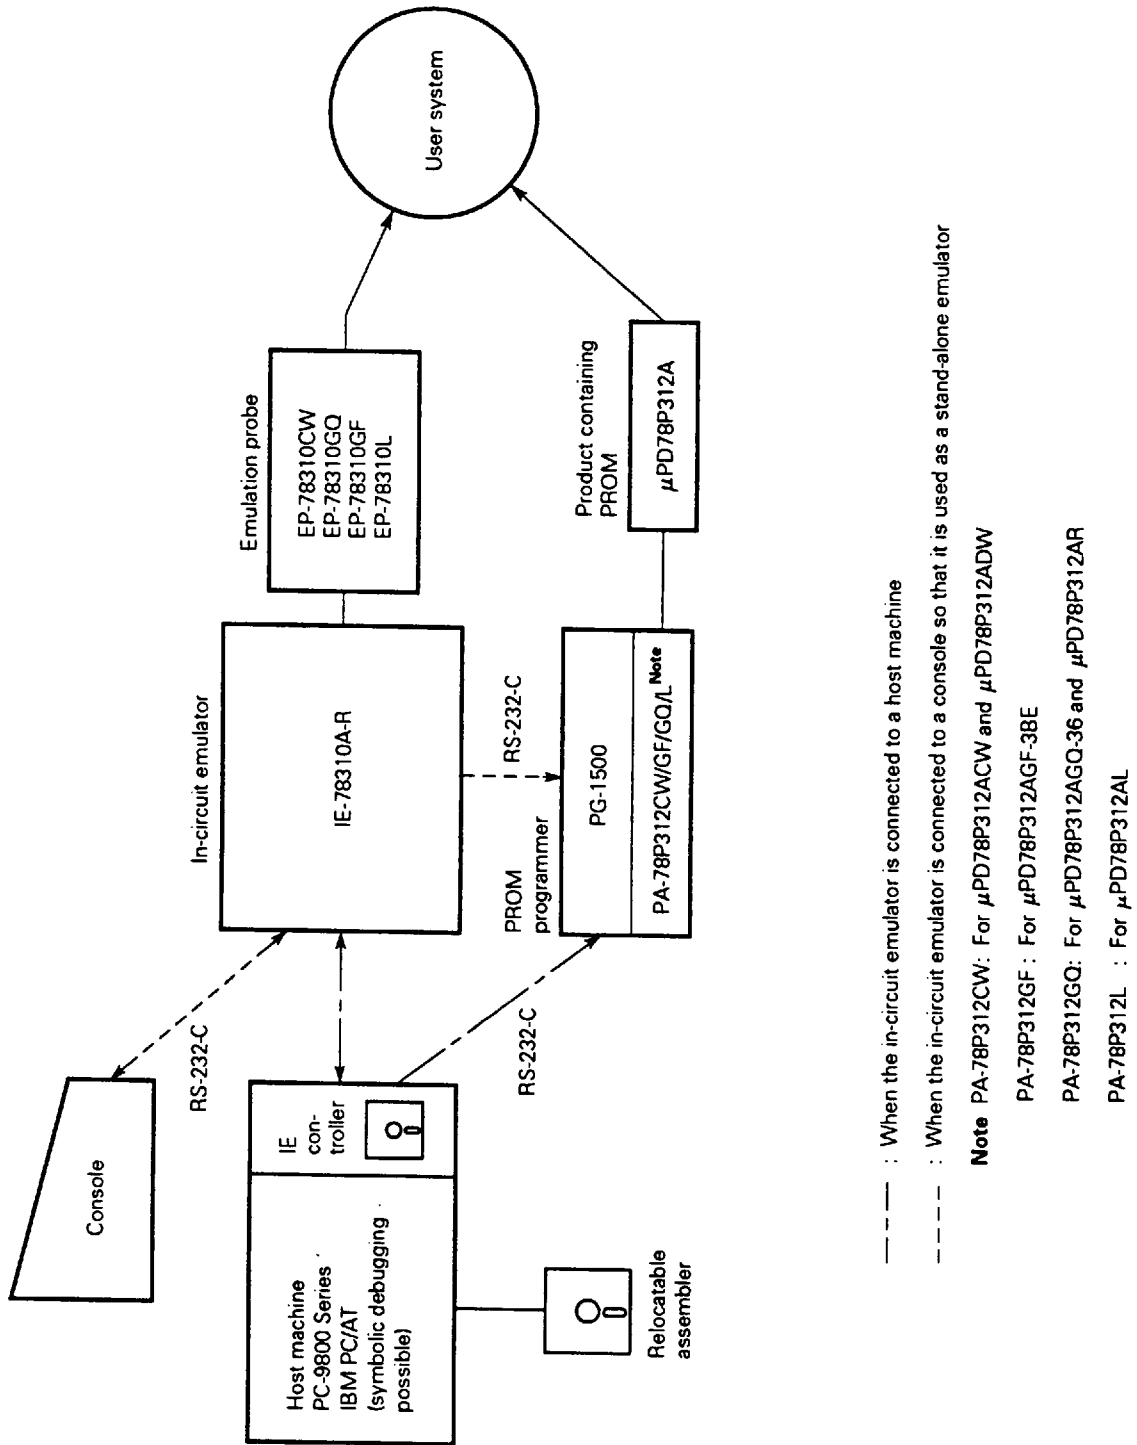 Console
RS-232-C
Host machine
PC-9800 Series
IBM PC/AT
(symbolic debugging
possible)
IE
con-
troller
Relocatable
assembler
In-circuit emulator
IE-78310A-R
RS-232-C
RS-232-C
PROM
programmer
PG-1500
PA-78P312CW/GF/GQ/L Note
Emulation probe
EP-78310CW
EP-78310GQ
EP-78310GF
EP-78310L
Product containing
PROM
μPD78P312A
User system
: When the in-circuit emulator is connected to a host machine
: When the in-circuit emulator is connected to a console so that it is used as a stand-alone emulator
Note PA-78P312CW: For μPD78P312ACW and μPD78P312ADW
PA-78P312GF : For μPD78P312AGF-3BE
PA-78P312GQ: For μPD78P312AGQ-36 and μPD78P312AR
PA-78P312L : For μPD78P312AL